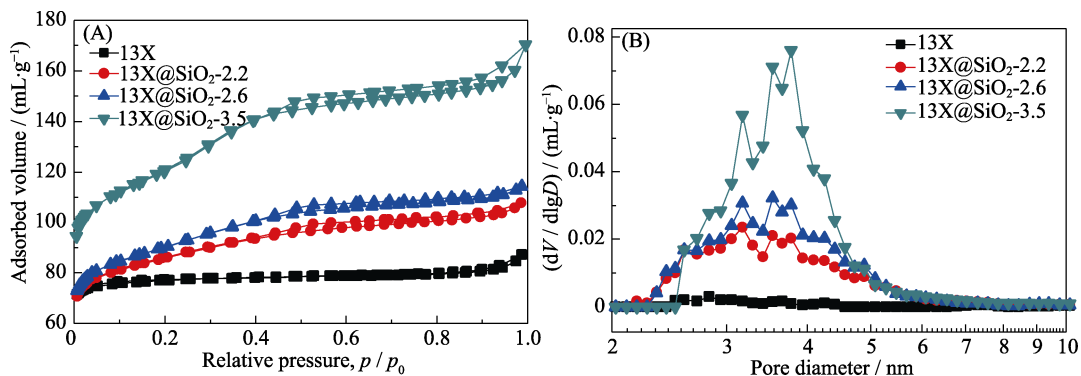 (A)
13X
13X@SiO₂-2.2
13X@SiO₂-2.6
13X@SiO₂-3.5
180
160
140
120
100
80
60
0
0.2
0.4
0.6
0.8
1.0
Adsorbed volume / (mL·g⁻¹)
Relative pressure, p / p₀
(B)
13X
13X@SiO₂-2.2
13X@SiO₂-2.6
13X@SiO₂-3.5
0.08
0.06
0.04
0.02
0
2
3
4
5
6
7
8
9
10
(dV / dlgD) / (mL·g⁻¹)
Pore diameter / nm